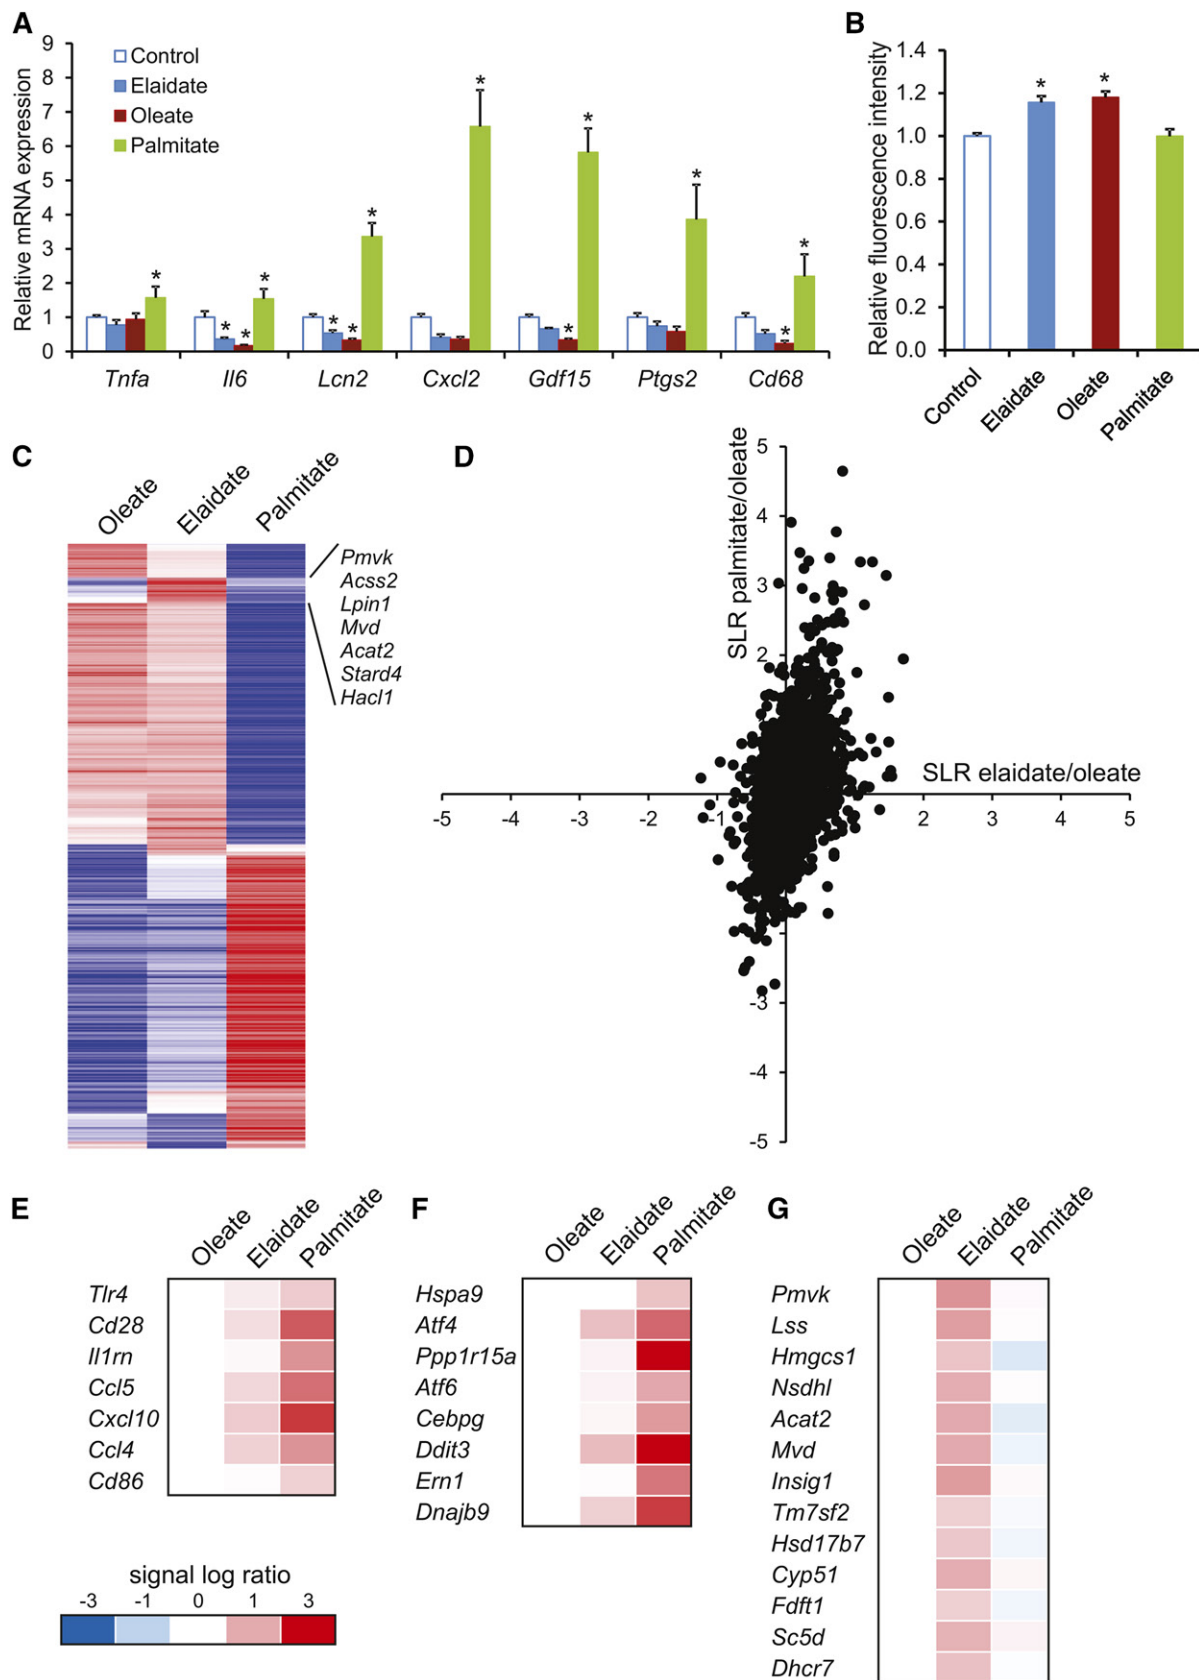 A
Relative mRNA expression
9
8
7
6
5
4
3
2
1
0
Control
Elaidate
Oleate
Palmitate
* * * * * * * * * * * * *
Tnfa Il6 Lcn2 Cxcl2 Gdf15 Ptgs2 Cd68
B
Relative fluorescence intensity
1.4
1.2
1.0
0.8
0.6
0.4
0.2
0.0
* *
Control Elaidate Oleate Palmitate
C
Oleate Elaidate Palmitate
Pmvk
Acss2
Lpin1
Mvd
Acat2
Stard4
Hacl1
D
SLR palmitate/oleate
5
4
3
2
SLR elaidate/oleate
-5 -4 -3 -2 -1 2 3 4 5
-3
-4
-5
E
Oleate Elaidate Palmitate
Tlr4
Cd28
Il1rn
Ccl5
Cxcl10
Ccl4
Cd86
F
Oleate Elaidate Palmitate
Hspa9
Atf4
Ppp1r15a
Atf6
Cebpg
Ddit3
Ern1
Dnajb9
G
Oleate Elaidate Palmitate
Pmvk
Lss
Hmgcs1
Nsdhl
Acat2
Mvd
Insig1
Tm7sf2
Hsd17b7
Cyp51
Fdft1
Sc5d
Dhcr7
signal log ratio
-3 -1 0 1 3